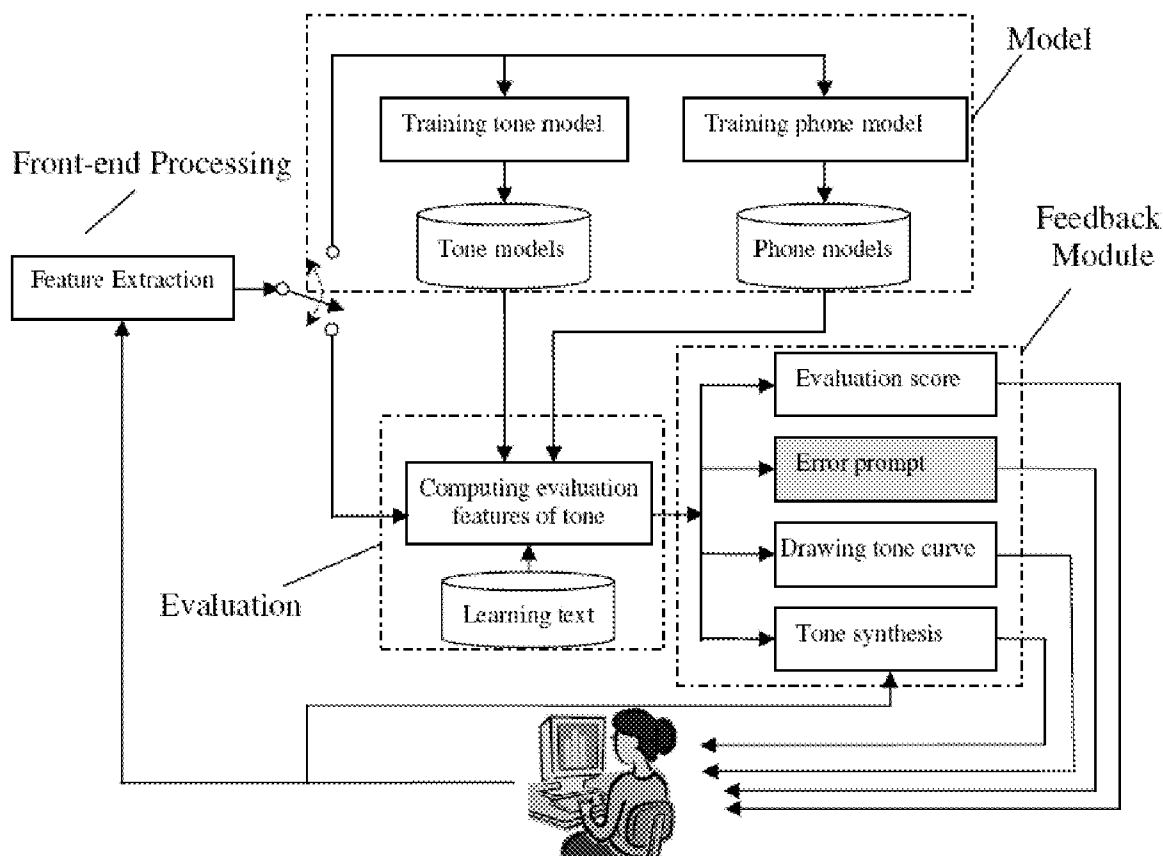 Model
Training tone model
Training phone model
Front-end Processing
Tone models
Phone models
Feedback
Module
Feature Extraction
Evaluation score
Error prompt
Computing evaluation
features of tone
Drawing tone curve
Evaluation
Learning text
Tone synthesis